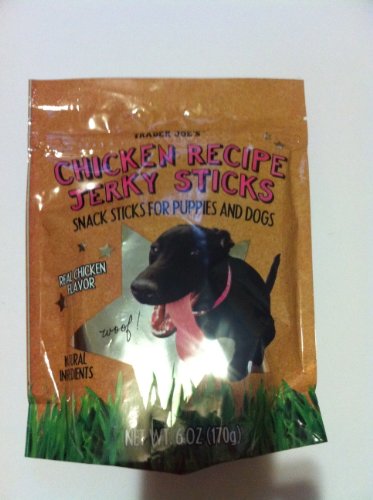 TRADER JOE'S
CHICKEN RECIPE
JERKY STICKS
SNACK STICKS FOR PUPPIES AND DOGS
REAL CHICKEN
FLAVOR
woof!
NET WT. 6 OZ (170g)